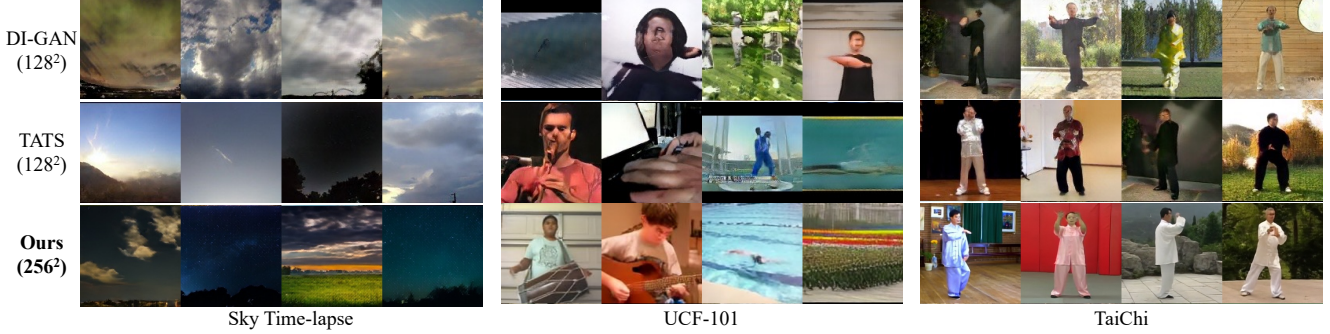 DI-GAN
(128²)
TATS
(128²)
Ours
(256²)
Sky Time-lapse
UCF-101
TaiChi